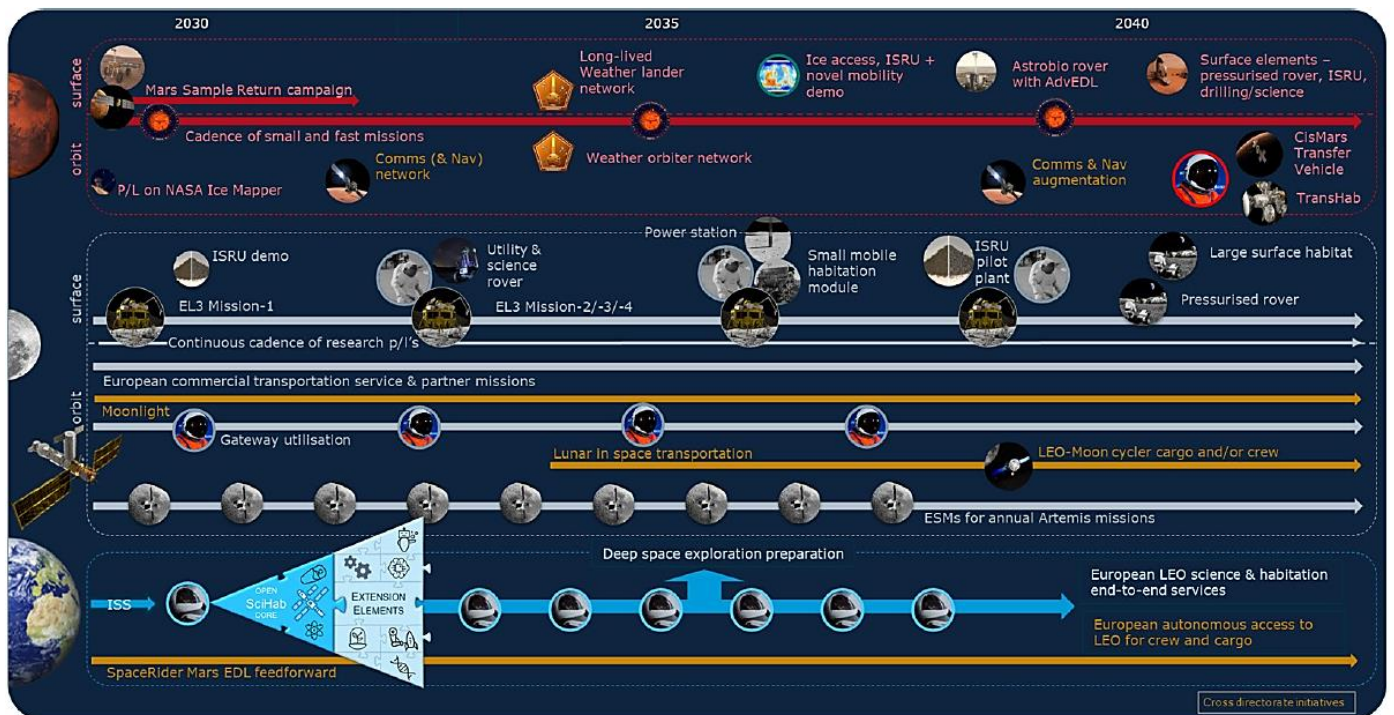 2030
2035
2040
surface
Mars Sample Return campaign
Long-lived
Weather lander
network
Ice access, ISRU +
novel mobility
demo
Astrobio rover
with AdvEDL
Surface elements –
pressurised rover, ISRU,
drilling/science
Cadence of small and fast missions
orbit
P/L on NASA Ice Mapper
Comms (& Nav)
network
Weather orbiter network
Comms & Nav
augmentation
CisMars
Transfer
Vehicle
TransHab
surface
ISRU demo
EL3 Mission-1
Utility &
science
rover
EL3 Mission-2/-3/-4
Power station
Small mobile
habitation
module
ISRU
pilot
plant
Large surface habitat
Pressurised rover
Continuous cadence of research p/l's
European commercial transportation service & partner missions
orbit
Moonlight
Gateway utilisation
Lunar in space transportation
LEO-Moon cycler cargo and/or crew
ESMs for annual Artemis missions
ISS
OPEN
SciHab
CORE
EXTENSION
ELEMENTS
Deep space exploration preparation
European LEO science & habitation
end-to-end services
European autonomous access to
LEO for crew and cargo
SpaceRider Mars EDL feedforward
Cross directorate initiatives